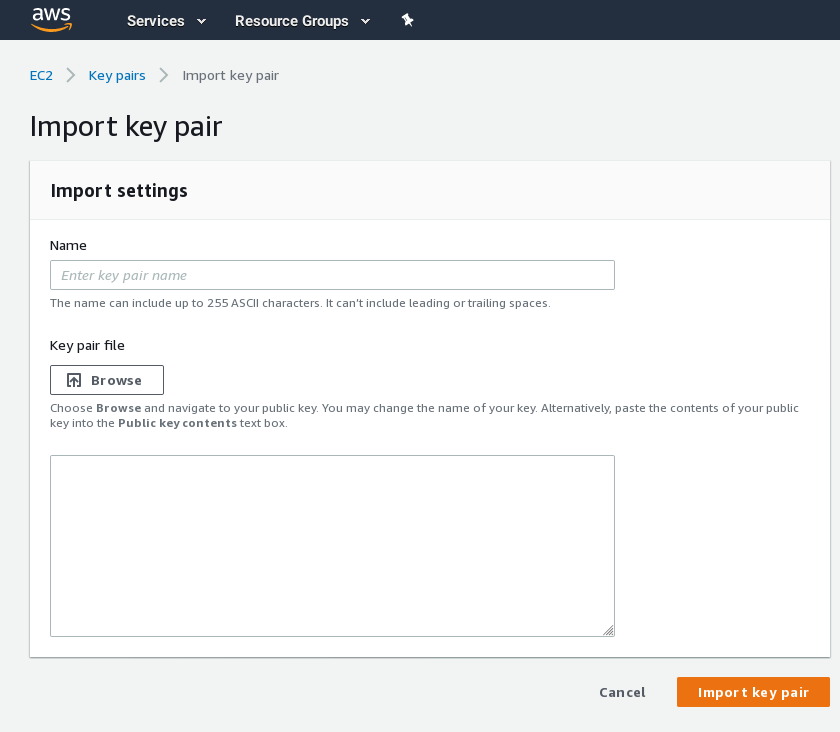 aws Services Resource Groups
EC2 Key pairs Import key pair
Import key pair
Import settings
Name
Enter key pair name
The name can include up to 255 ASCII characters. It can't include leading or trailing spaces.
Key pair file
Browse
Choose Browse and navigate to your public key. You may change the name of your key. Alternatively, paste the contents of your public
key into the Public key contents text box.
Cancel Import key pair